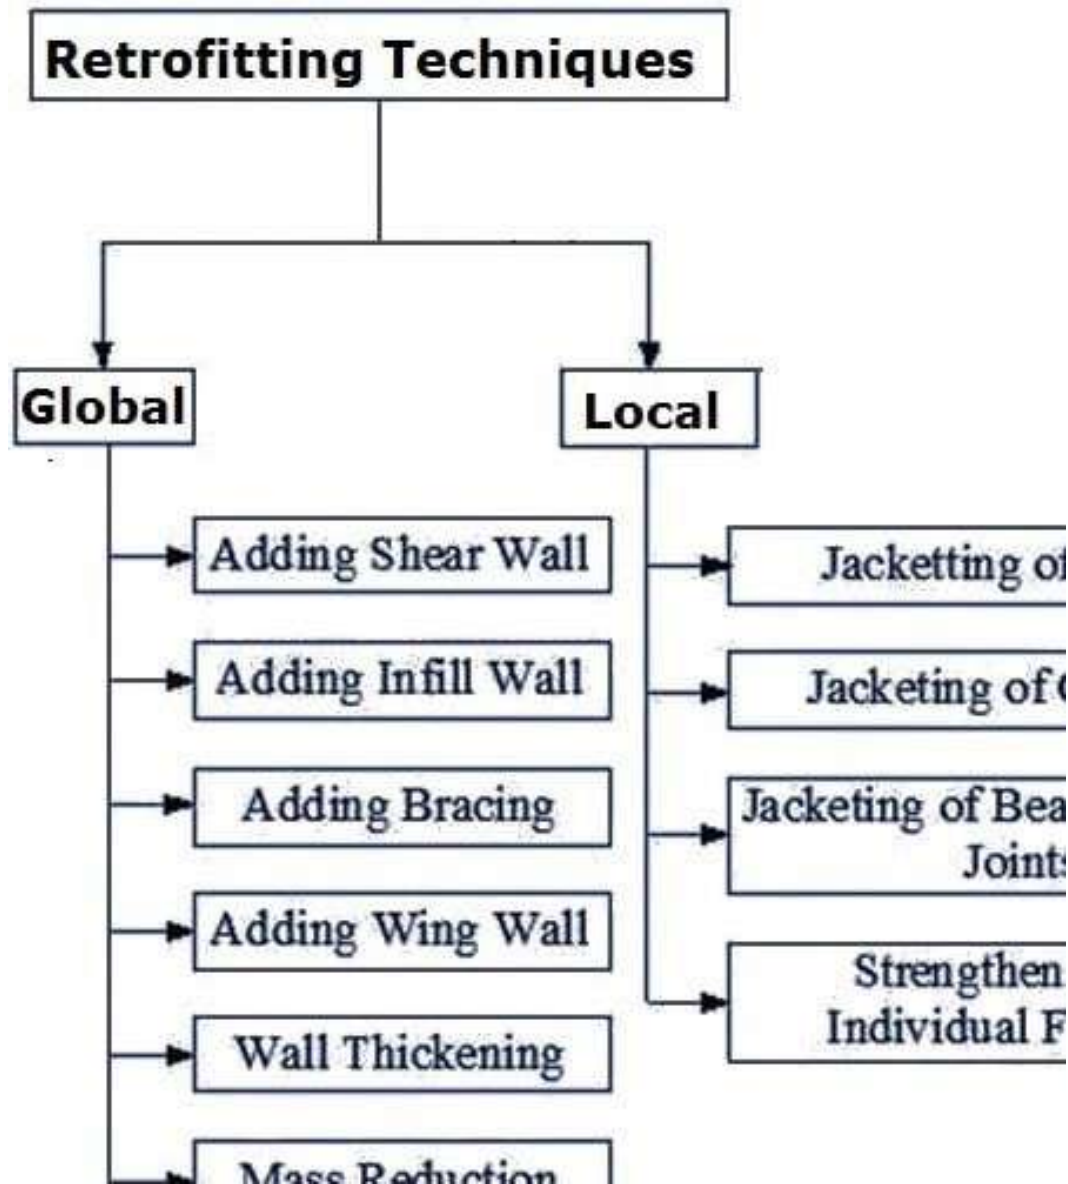 Retrofitting Techniques
Global
Local
Adding Shear Wall
Adding Infill Wall
Adding Bracing
Adding Wing Wall
Wall Thickening
Mass Reduction
Jacketting of
Jacketing of
Jacketing of
Joints
Individual